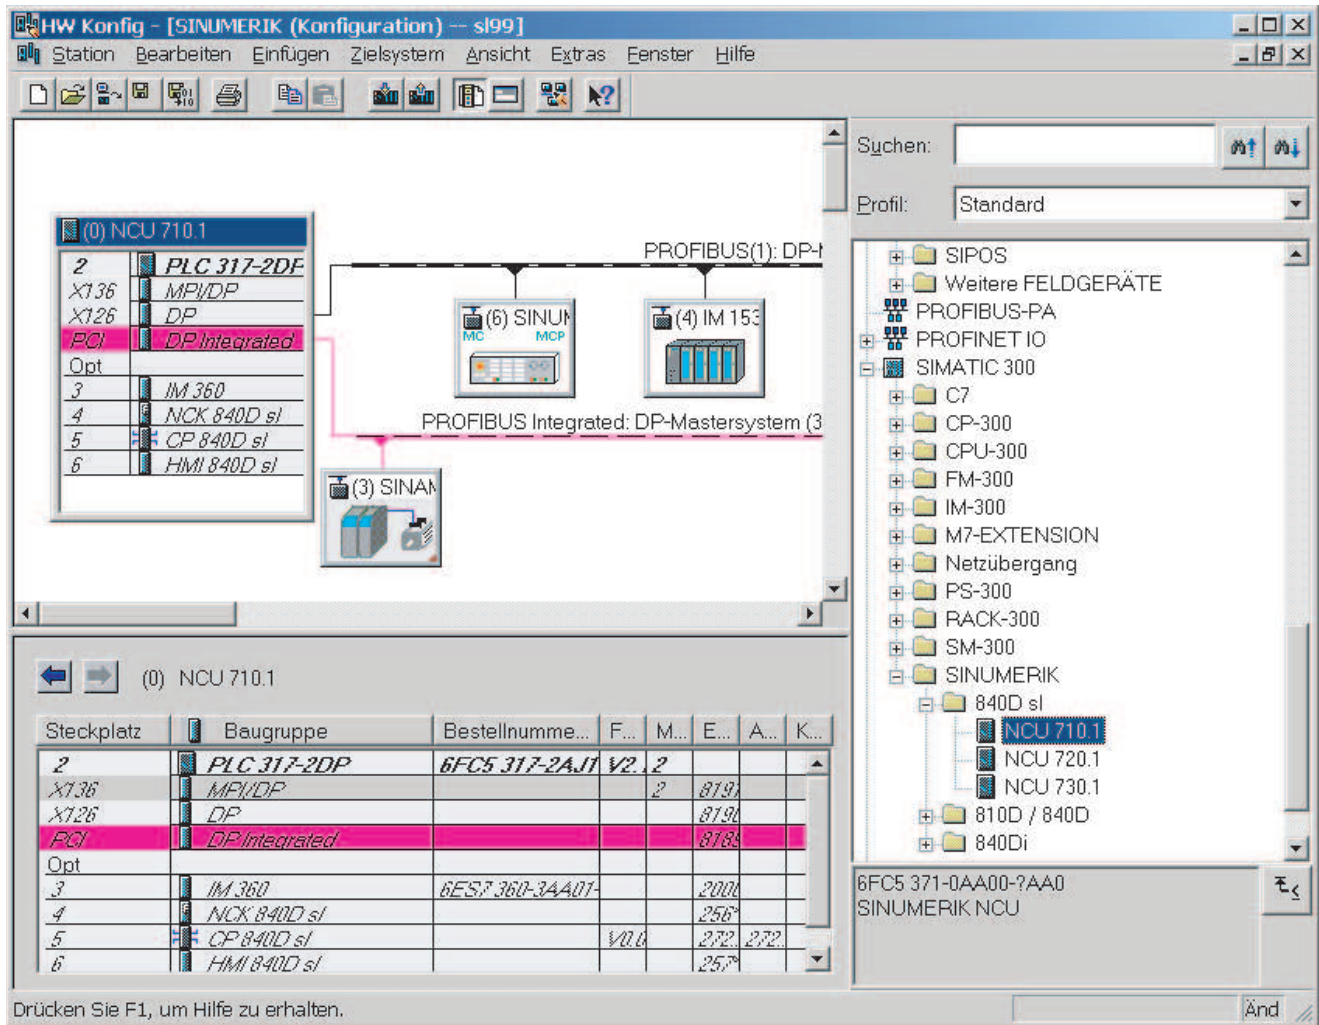 HW Konfig - [SINUMERIK (Konfiguration) -- sl99]
Station Bearbeiten Einfügen Zielsystem Ansicht Extras Fenster Hilfe
(0) NCU 710.1
2 PLC 317-2DP
X136 MPI/DP
X126 DP
PCI DP Integrated
Opt
3 IM 360
4 NCK 840D sl
5 CP 840D sl
6 HMI 840D sl
PROFIBUS(1): DP-M
(6) SINUM
MC MCP
(4) IM 153
PROFIBUS Integrated: DP-Mastersystem (3
(3) SINAM
Suchen:
Profil: Standard
SIPOS
Weitere FELDGERÄTE
PROFIBUS-PA
PROFINET IO
SIMATIC 300
C7
CP-300
CPU-300
FM-300
IM-300
M7-EXTENSION
Netzübergang
PS-300
RACK-300
SM-300
SINUMERIK
840D sl
NCU 710.1
NCU 720.1
NCU 730.1
810D / 840D
840Di
6FC5 371-0AA00-?AA0
SINUMERIK NCU
(0) NCU 710.1
Steckplatz Baugruppe Bestellnumme... F... M... E... A... K...
2 PLC 317-2DP 6FC5 317-2AJ1 V2. 2
X136 MPI/DP 2 8191
X126 DP 8190
PCI DP Integrated 8189
Opt
3 IM 360 6ES7 360-3AA01- 2000
4 NCK 840D sl 256*
5 CP 840D sl V0.0 272. 272.
6 HMI 840D sl 257*
Drücken Sie F1, um Hilfe zu erhalten.
Änd